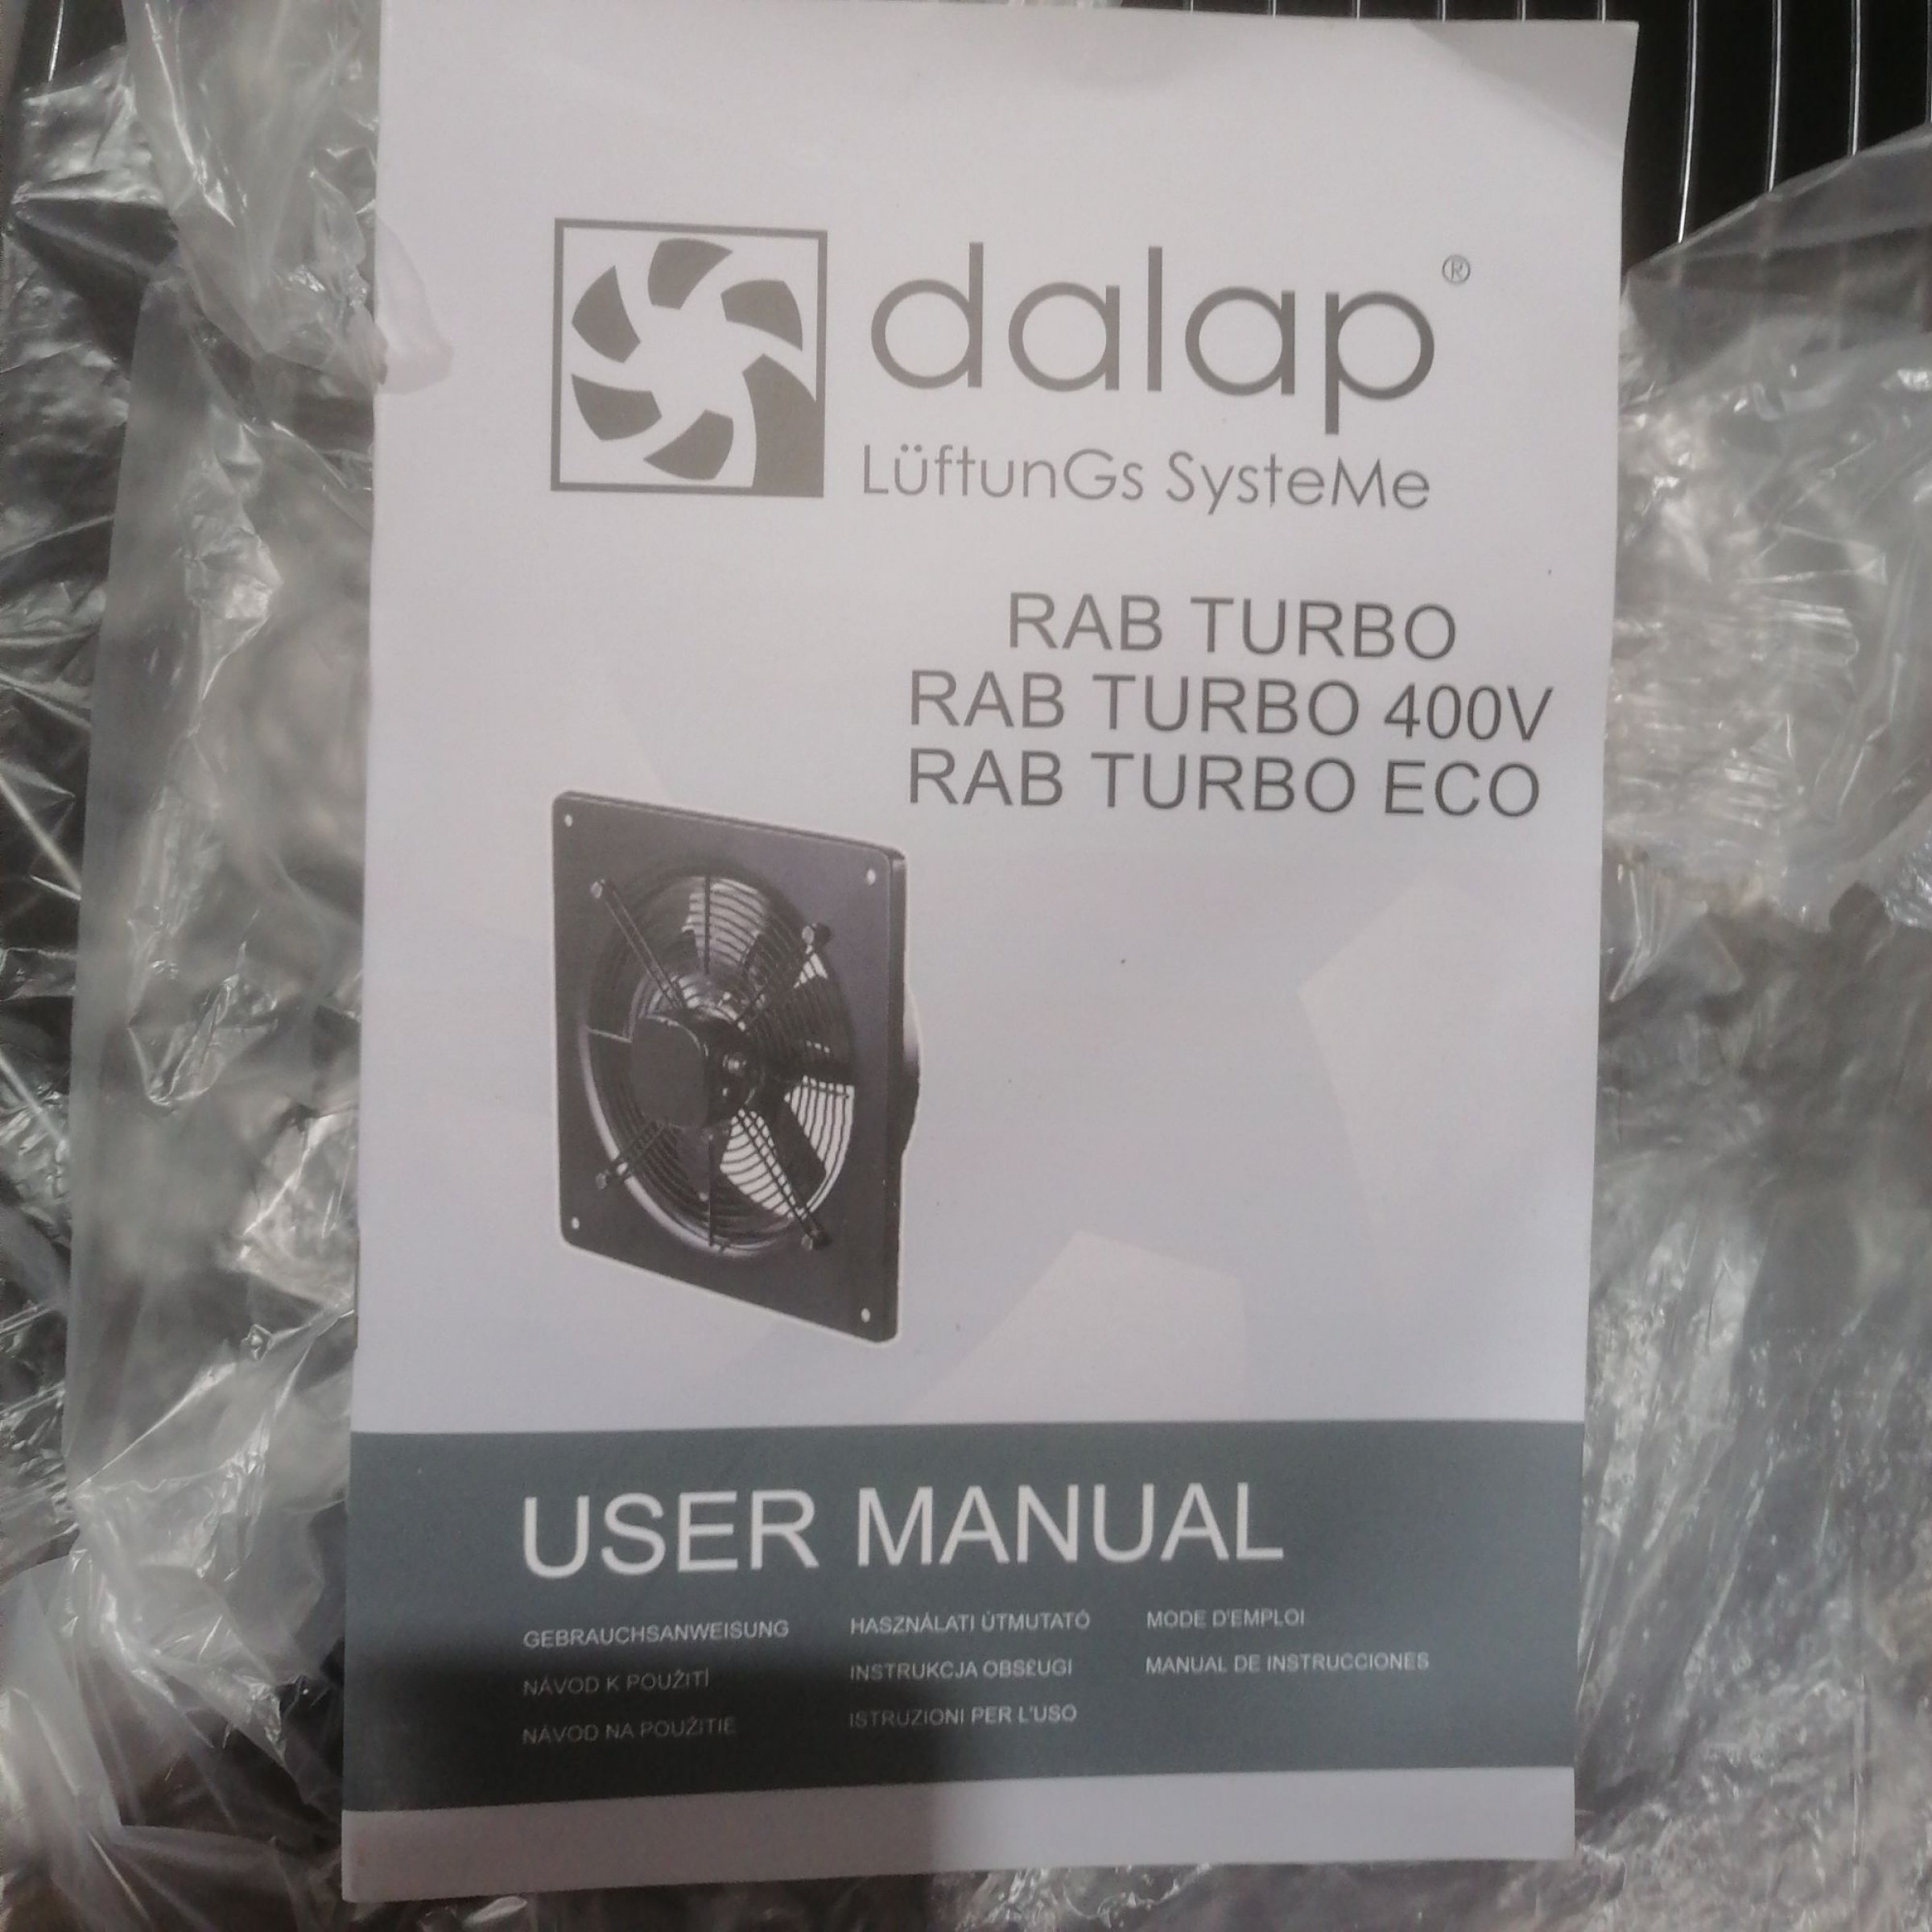 dalap ®
LüftunGs SysteMe
RAB TURBO
RAB TURBO 400V
RAB TURBO ECO
USER MANUAL
GEBRAUCHSANWEISUNG
NÁVOD K POUŽITÍ
NÁVOD NA POUŽITIE
HASZNÁLATI ÚTMUTATÓ
INSTRUKCJA OBSŁUGI
ISTRUZIONI PER L'USO
MODE D'EMPLOI
MANUAL DE INSTRUCCIONES